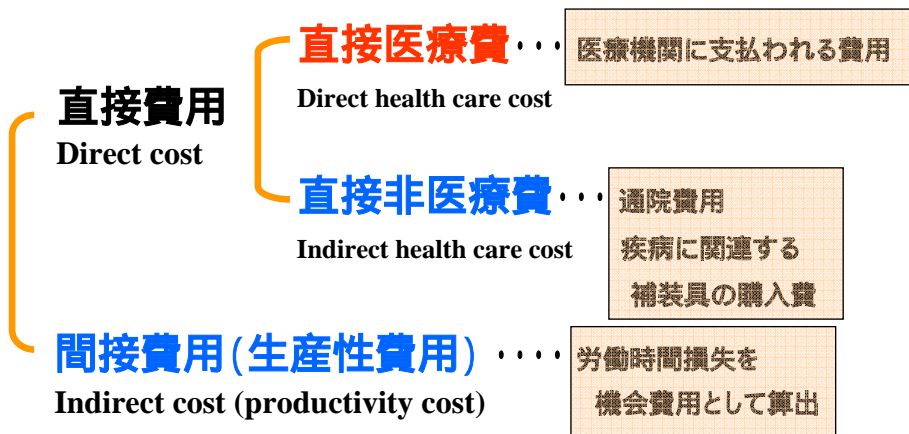 直接医療費・・・ 医療機関に支払われる費用
Direct health care cost
直接費用
Direct cost
直接非医療費・・・ 通院費用
Indirect health care cost
疾病に関連する
補装具の購入費
間接費用(生産性費用)・・・・ 労働時間損失を
機会費用として算出
Indirect cost (productivity cost)